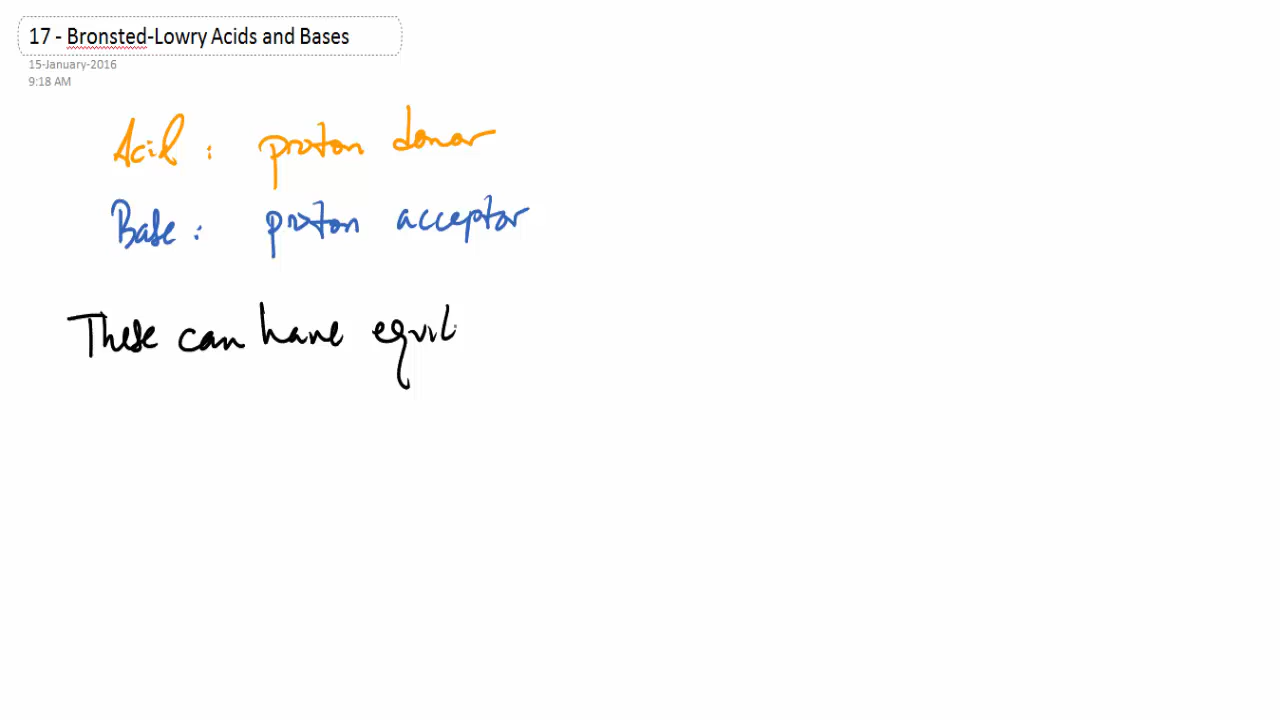 17 - Bronsted-Lowry Acids and Bases
15-January-2016
9:18 AM
Acid : proton donor
Base : proton acceptor
These can have equil